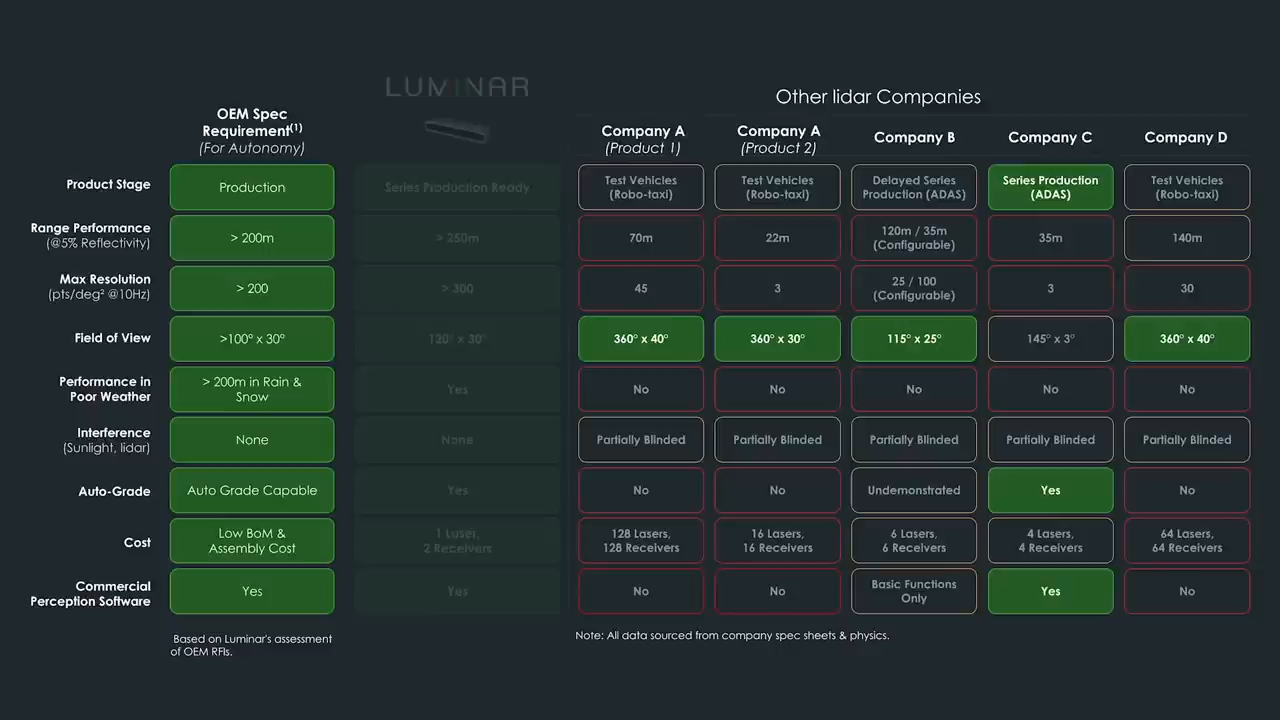 LUMINAR
Other lidar Companies
OEM Spec
Requirement(1)
(For Autonomy)
Company A
(Product 1)
Company A
(Product 2)
Company B
Company C
Company D
Product Stage
Production
Series Production Ready
Test Vehicles
(Robo-taxi)
Test Vehicles
(Robo-taxi)
Delayed Series
Production (ADAS)
Series Production
(ADAS)
Test Vehicles
(Robo-taxi)
Range Performance
(@5% Reflectivity)
> 200m
> 250m
70m
22m
120m / 35m
(Configurable)
35m
140m
Max Resolution
(pts/deg² @10Hz)
> 200
> 300
45
3
25 / 100
(Configurable)
3
30
Field of View
>100° x 30°
120° x 30°
360° x 40°
360° x 30°
115° x 25°
145° x 3°
360° x 40°
Performance in
Poor Weather
> 200m in Rain &
Snow
Yes
No
No
No
No
No
Interference
(Sunlight, lidar)
None
None
Partially Blinded
Partially Blinded
Partially Blinded
Partially Blinded
Partially Blinded
Auto-Grade
Auto Grade Capable
Yes
No
No
Undemonstrated
Yes
No
Cost
Low BoM &
Assembly Cost
1 Laser,
2 Receivers
128 Lasers,
128 Receivers
16 Lasers,
16 Receivers
6 Lasers,
6 Receivers
4 Lasers,
4 Receivers
64 Lasers,
64 Receivers
Commercial
Perception Software
Yes
Yes
No
No
Basic Functions
Only
Yes
No
Based on Luminar's assessment
of OEM RFIs.
Note: All data sourced from company spec sheets & physics.